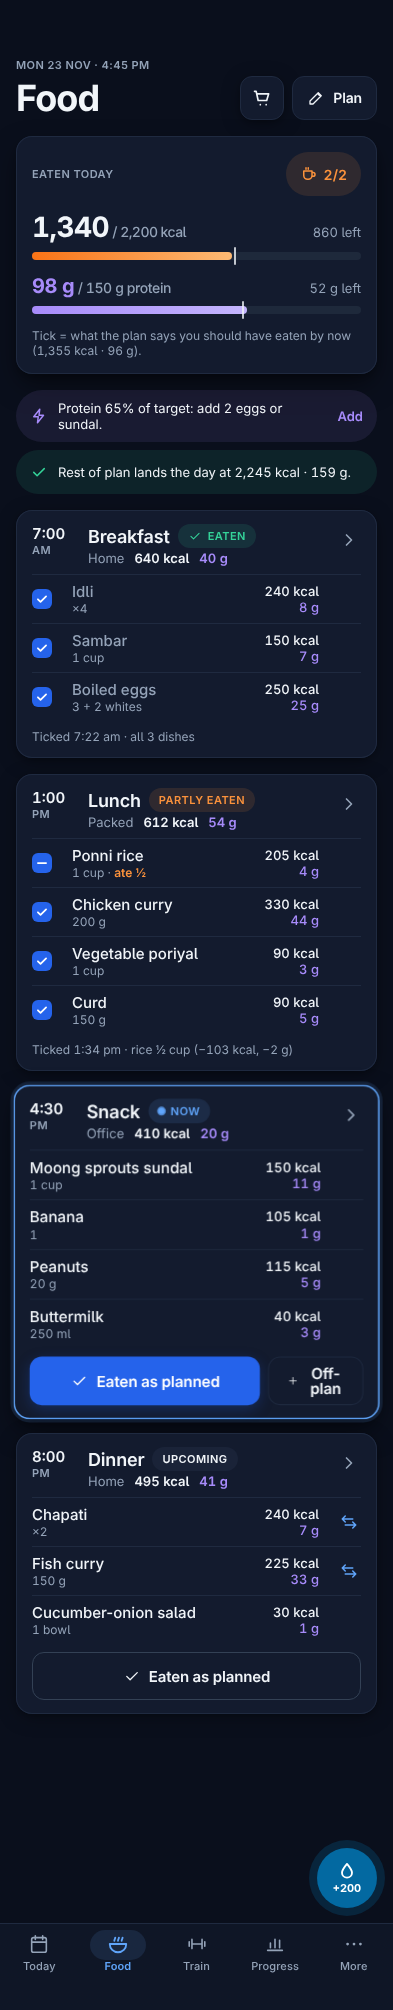 MON 23 NOV · 4:45 PM
Food
Plan
EATEN TODAY
2/2
1,340 / 2,200 kcal
860 left
98 g / 150 g protein
52 g left
Tick = what the plan says you should have eaten by now
(1,355 kcal · 96 g).
Protein 65% of target: add 2 eggs or
sundal.
Add
Rest of plan lands the day at 2,245 kcal · 159 g.
7:00
AM
Breakfast
EATEN
Home 640 kcal 40 g
Idli
×4
240 kcal
8 g
Sambar
1 cup
150 kcal
7 g
Boiled eggs
3 + 2 whites
250 kcal
25 g
Ticked 7:22 am · all 3 dishes
1:00
PM
Lunch
PARTLY EATEN
Packed 612 kcal 54 g
Ponni rice
1 cup · ate ½
205 kcal
4 g
Chicken curry
200 g
330 kcal
44 g
Vegetable poriyal
1 cup
90 kcal
3 g
Curd
150 g
90 kcal
5 g
Ticked 1:34 pm · rice ½ cup (−103 kcal, −2 g)
4:30
PM
Snack
NOW
Office 410 kcal 20 g
Moong sprouts sundal
1 cup
150 kcal
11 g
Banana
1
105 kcal
1 g
Peanuts
20 g
115 kcal
5 g
Buttermilk
250 ml
40 kcal
3 g
Eaten as planned
+ Off-
plan
8:00
PM
Dinner
UPCOMING
Home 495 kcal 41 g
Chapati
×2
240 kcal
7 g
Fish curry
150 g
225 kcal
33 g
Cucumber-onion salad
1 bowl
30 kcal
1 g
Eaten as planned
+200
Today
Food
Train
Progress
More